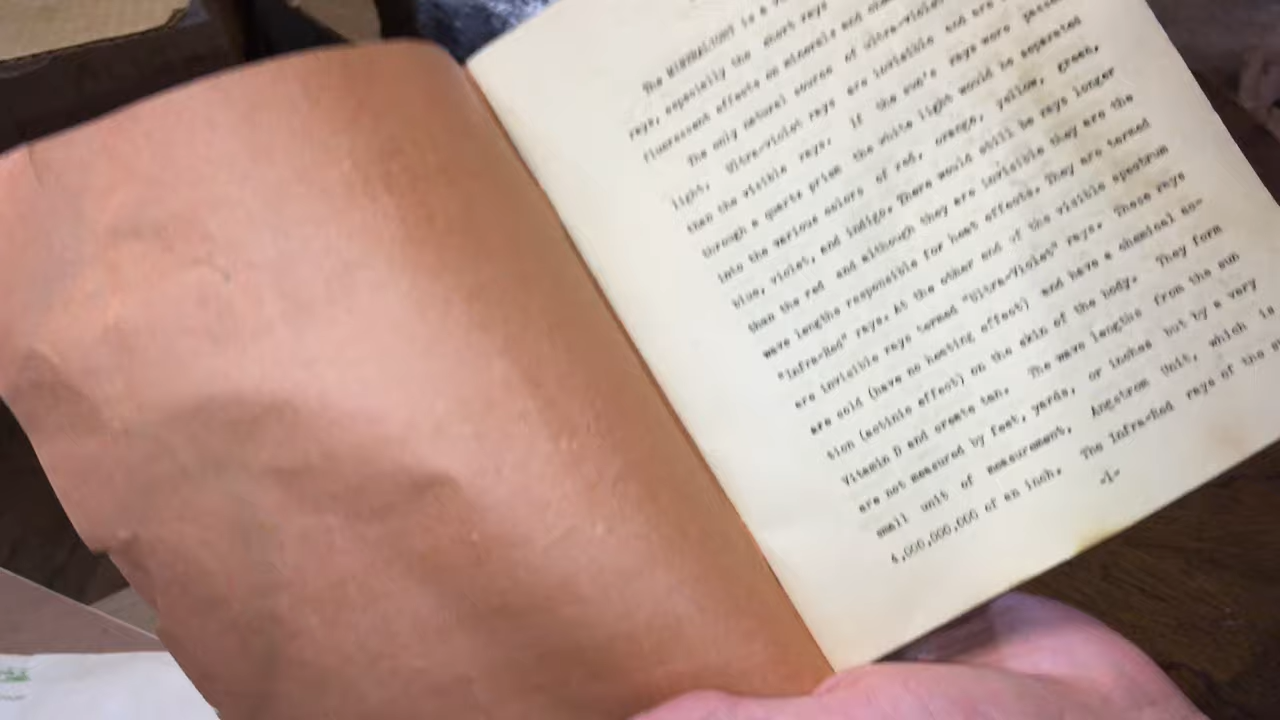 The MINERALIGHT is a
rays, especially the short rays
fluorescent effects on minerals and
The only natural source of ultra-violet
light. Ultra-violet rays are invisible and are
than the visible rays. If the sun's rays were
through a quartz prism the white light would be separated
into the various colors of red, orange, yellow, green,
blue, violet, and indigo. There would still be rays longer
than the red and although they are invisible they are the
wave lengths responsible for heat effects. They are termed
"Infra-Red" rays. At the other end of the visible spectrum
are invisible rays termed "Ultra-Violet" rays. These rays
are cold (have no heating effect) and have a chemical ac-
tion (actinic effect) on the skin of the body. They form
Vitamin D and create tan. The wave lengths from the sun
are not measured by feet, yards, or inches but by a very
small unit of measurement, Angstrom Unit, which is
4,000,000,000 of an inch. The Infra-Red rays of the
-1-